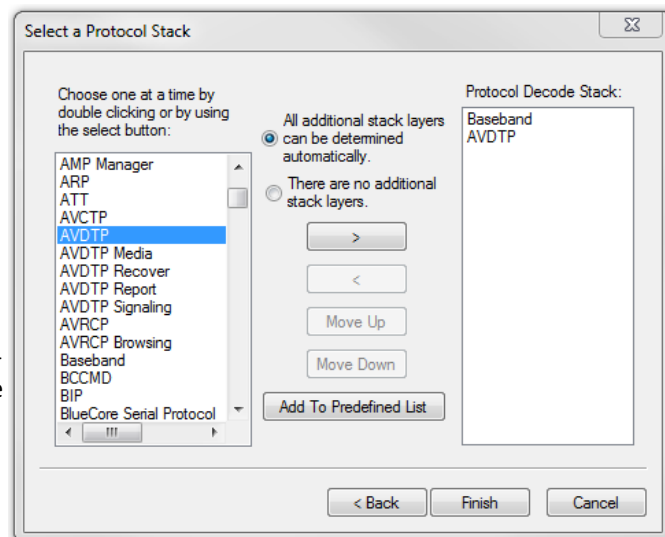 Select a Protocol Stack
Choose one at a time by
double clicking or by using
the select button:
AMP Manager
ARP
ATT
AVCTP
AVDTP
AVDTP Media
AVDTP Recover
AVDTP Report
AVDTP Signaling
AVRCP
AVRCP Browsing
Baseband
BCCMD
BIP
BlueCore Serial Protocol
All additional stack layers
can be determined
automatically.
There are no additional
stack layers.
>
<
Move Up
Move Down
Add To Predefined List
Protocol Decode Stack:
Baseband
AVDTP
< Back
Finish
Cancel